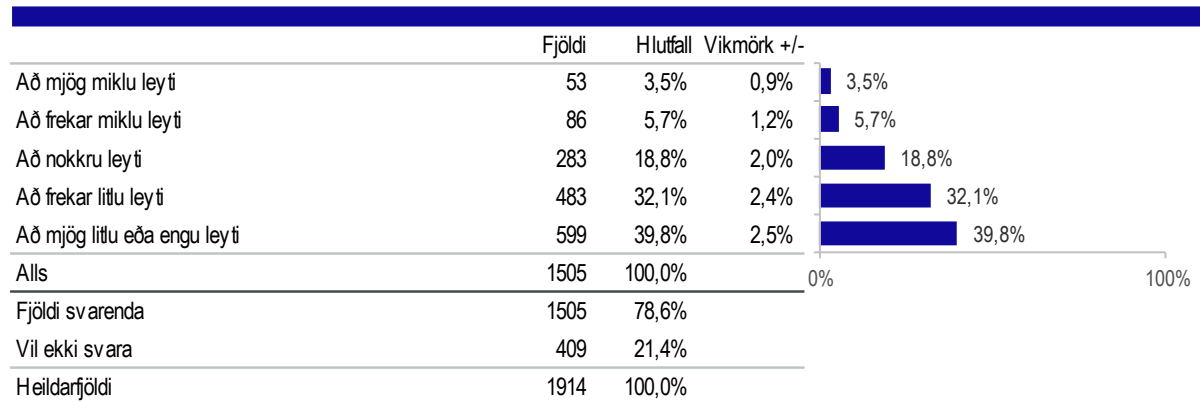 Fjöldi Hlutfall Vikmörk +/-
Að mjög miklu leyti 53 3,5% 0,9% 3,5%
Að frekar miklu leyti 86 5,7% 1,2% 5,7%
Að nokkru leyti 283 18,8% 2,0% 18,8%
Að frekar litlu leyti 483 32,1% 2,4% 32,1%
Að mjög litlu eða engu leyti 599 39,8% 2,5% 39,8%
Alls 1505 100,0% 0% 100%
Fjöldi svarenda 1505 78,6%
Vil ekki svara 409 21,4%
Heildarfjöldi 1914 100,0%